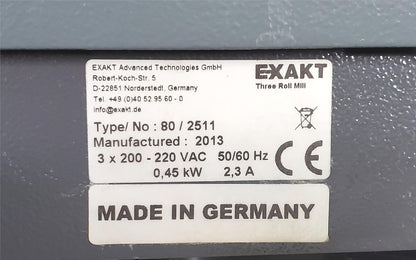 EXAKT Advanced Technologies GmbH
Robert-Koch-Str. 5
D-22851 Norderstedt, Germany
Tel. +49 (0)40 52 95 60 - 0
info@exakt.de
EXAKT
Three Roll Mill
Type/ No : 80 / 2511
Manufactured : 2013
3 x 200 - 220 VAC 50/60 Hz
0,45 kW 2,3 A
CE
MADE IN GERMANY